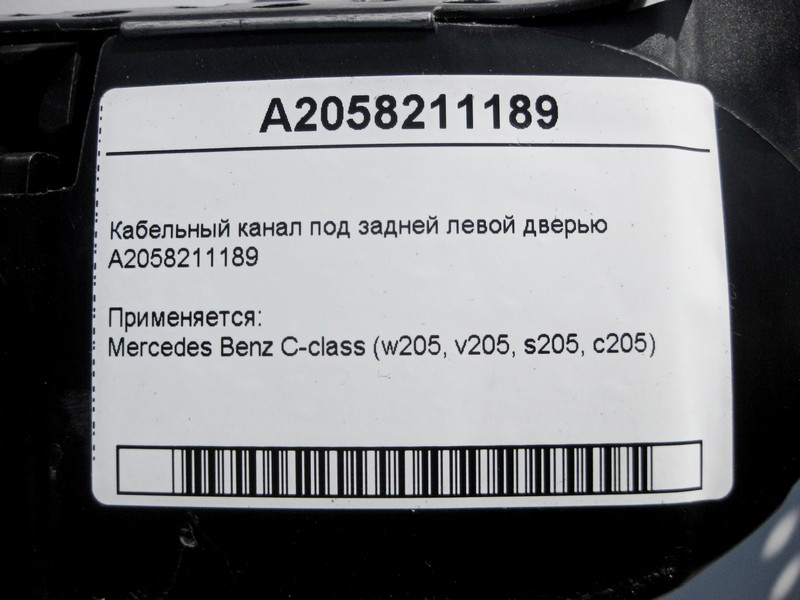 A2058211189
Кабельный канал под задней левой дверью
A2058211189
Применяется:
Mercedes Benz C-class (w205, v205, s205, c205)